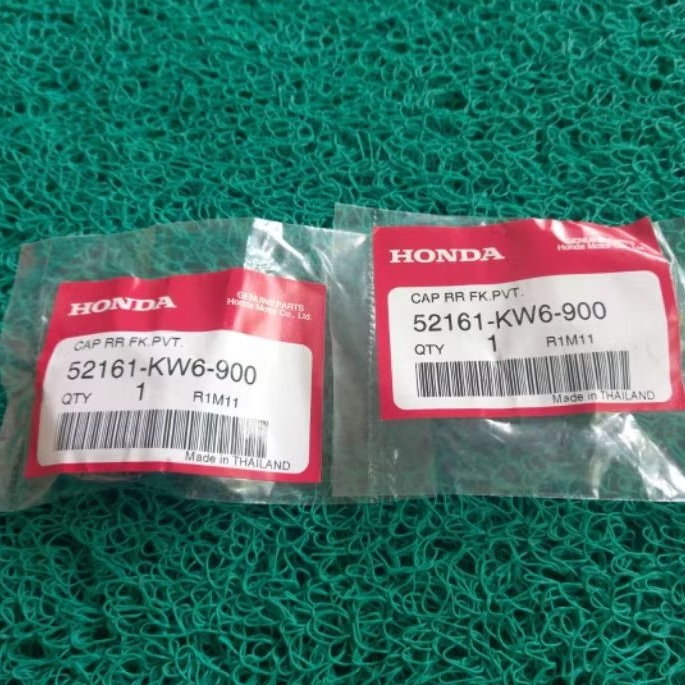 HONDA
GENUINE PARTS
Honda Motor Co., Ltd.
CAP RR FK.PVT.
52161-KW6-900
QTY 1 R1M11
Made in THAILAND
HONDA
GENUINE PARTS
Honda Motor Co., Ltd.
CAP RR FK.PVT.
52161-KW6-900
QTY 1 R1M11
Made in THAILAND